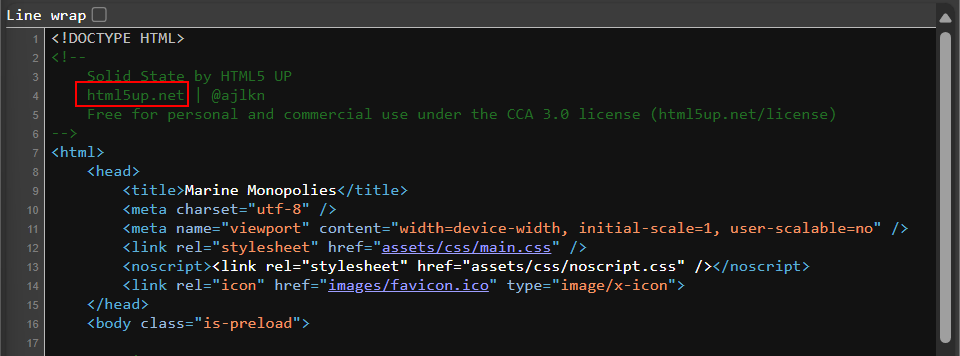 Line wrap
1 <!DOCTYPE HTML>
2 <!--
3 Solid State by HTML5 UP
4 html5up.net | @ajlkn
5 Free for personal and commercial use under the CCA 3.0 license (html5up.net/license)
6 -->
7 <html>
8 <head>
9 <title>Marine Monopolies</title>
10 <meta charset="utf-8" />
11 <meta name="viewport" content="width=device-width, initial-scale=1, user-scalable=no" />
12 <link rel="stylesheet" href="assets/css/main.css" />
13 <noscript><link rel="stylesheet" href="assets/css/noscript.css" /></noscript>
14 <link rel="icon" href="images/favicon.ico" type="image/x-icon">
15 </head>
16 <body class="is-preload">
17